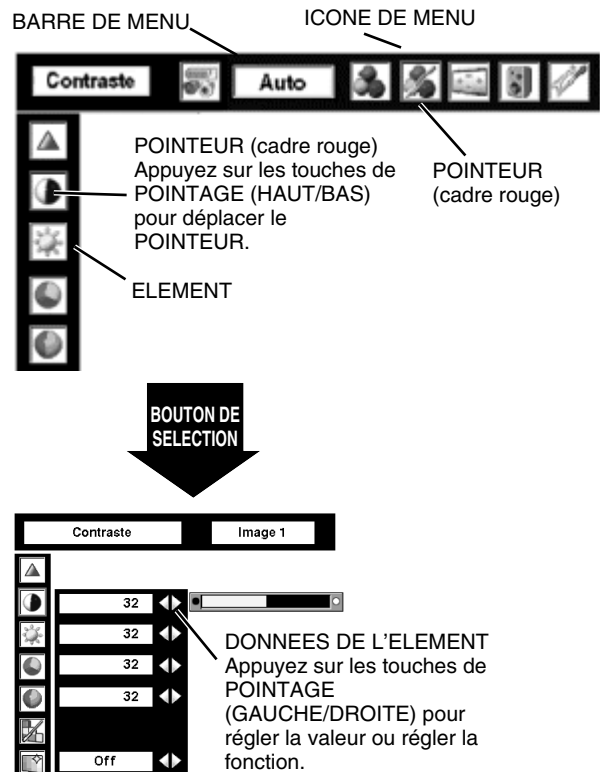 BARRE DE MENU
ICONE DE MENU
Contraste
Auto
POINTEUR (cadre rouge)
Appuyez sur les touches de
POINTAGE (HAUT/BAS)
pour déplacer le
POINTEUR.
POINTEUR
(cadre rouge)
ELEMENT
BOUTON DE
SELECTION
Contraste
Image 1
32
32
32
32
Off
DONNEES DE L'ELEMENT
Appuyez sur les touches de
POINTAGE
(GAUCHE/DROITE) pour
régler la valeur ou régler la
fonction.